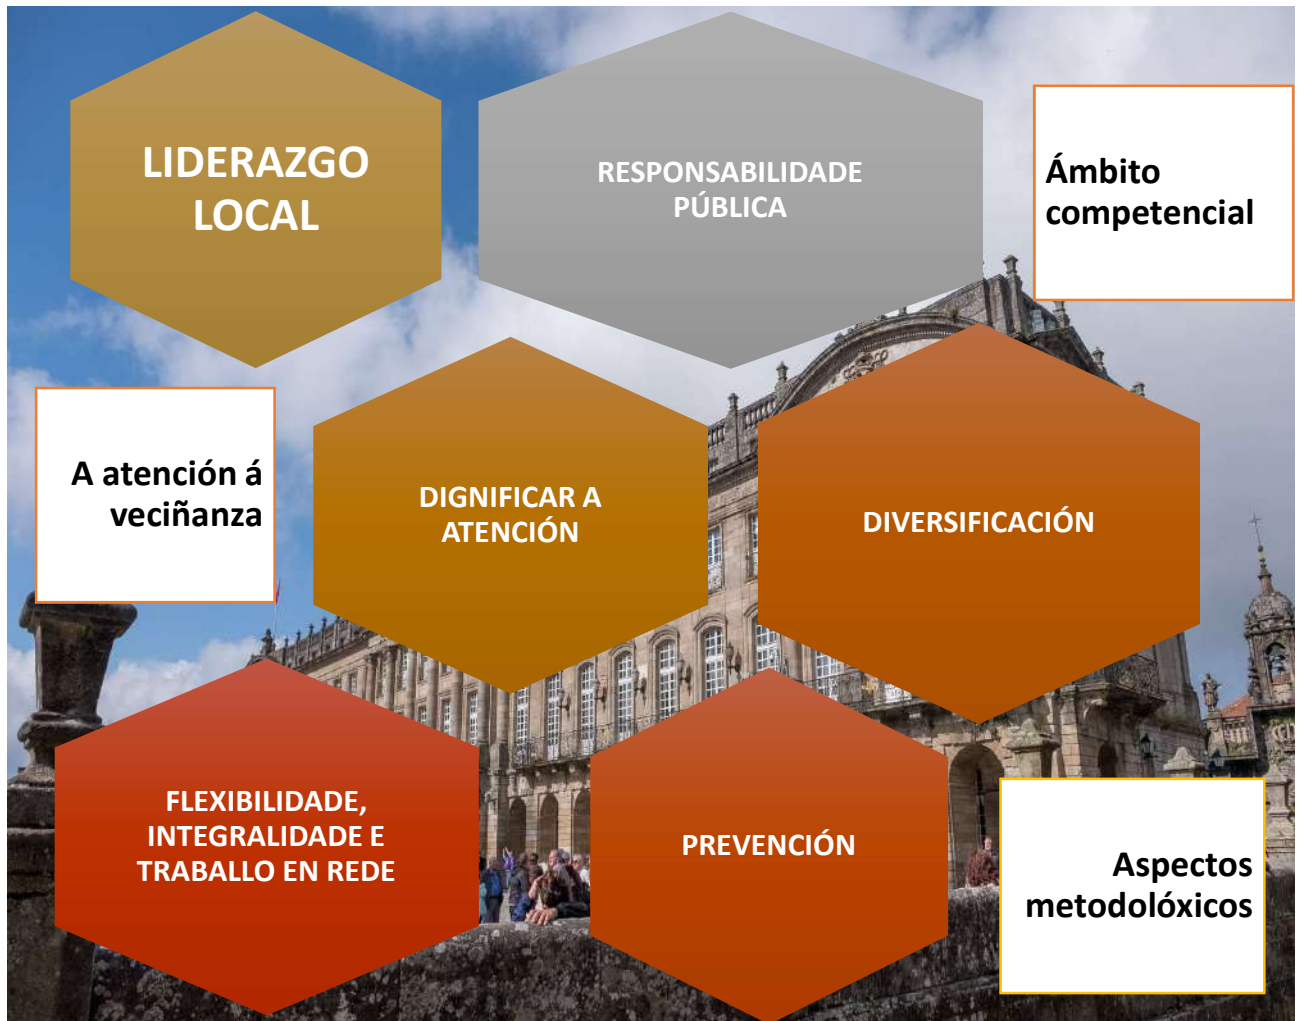 LIDERAZGO
LOCAL
RESPONSABILIDADE
PÚBLICA
Ámbito
competencial
A atención á
veciñanza
DIGNIFICAR A
ATENCIÓN
DIVERSIFICACIÓN
FLEXIBILIDADE,
INTEGRALIDADE E
TRABALLO EN REDE
PREVENCIÓN
Aspectos
metodolóxicos